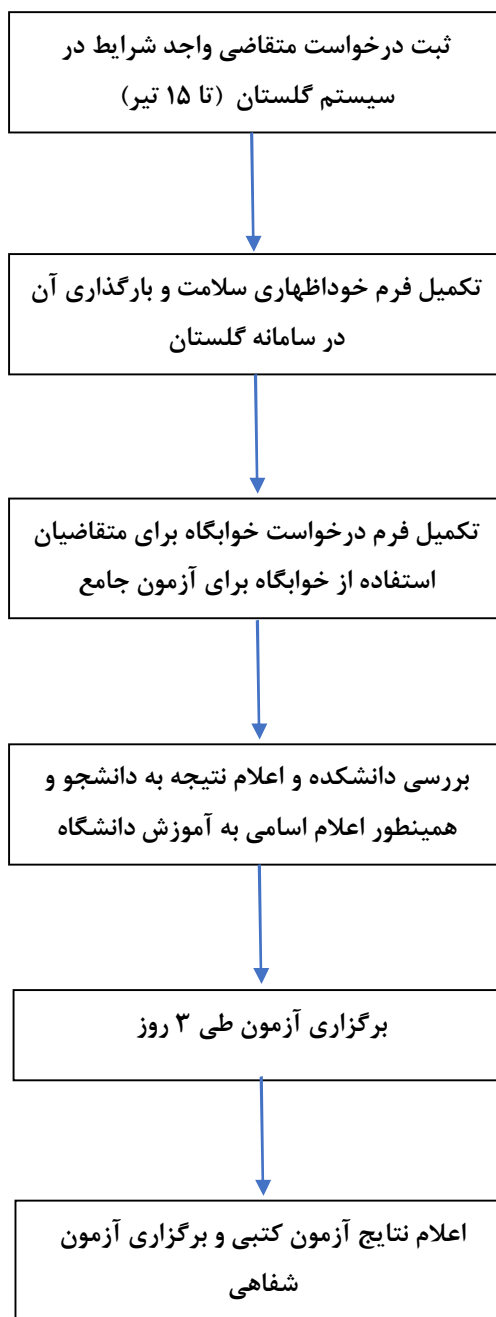 ثبت درخواست متقاضی واجد شرایط در
سیستم گلستان (تا ۱۵ تیر)
تکمیل فرم خوداظهاری سلامت و بارگذاری آن
در سامانه گلستان
تکمیل فرم درخواست خوابگاه برای متقاضیان
استفاده از خوابگاه برای آزمون جامع
بررسی دانشکده و اعلام نتیجه به دانشجو و
همینطور اعلام اسامی به آموزش دانشگاه
برگزاری آزمون طی ۳ روز
اعلام نتایج آزمون کتبی و برگزاری آزمون
شفاهی